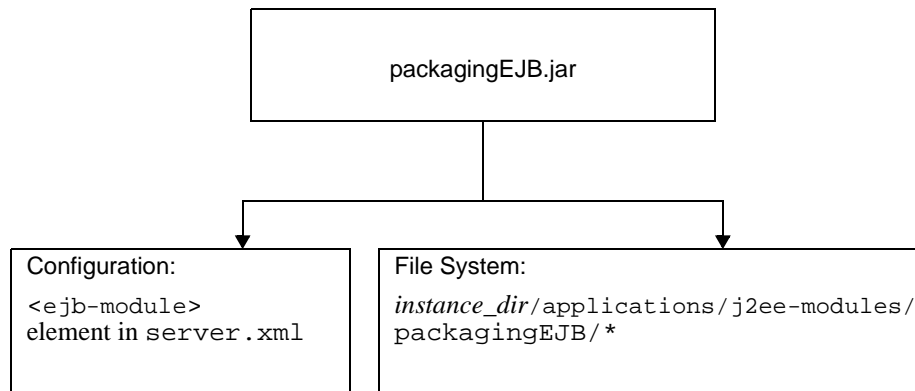 packagingEJB.jar
Configuration:
<ejb-module>
element in server.xml
File System:
instance_dir/applications/j2ee-modules/
packagingEJB/*